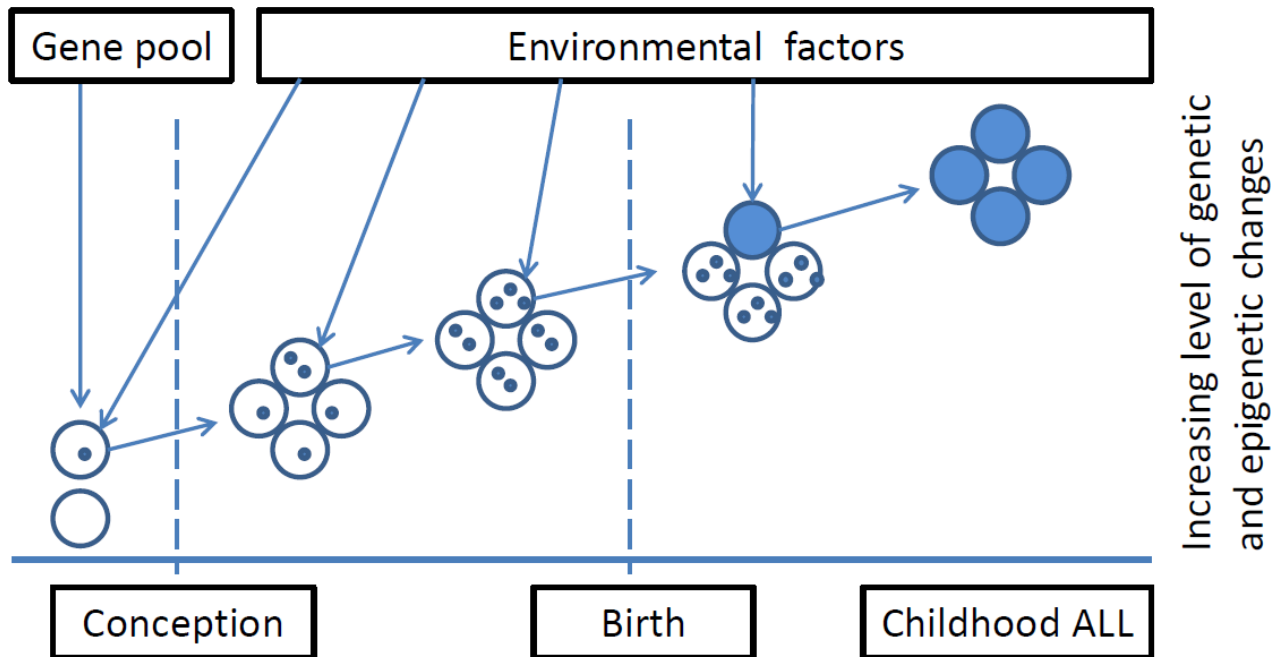 Gene pool
Environmental factors
Increasing level of genetic
and epigenetic changes
Conception
Birth
Childhood ALL